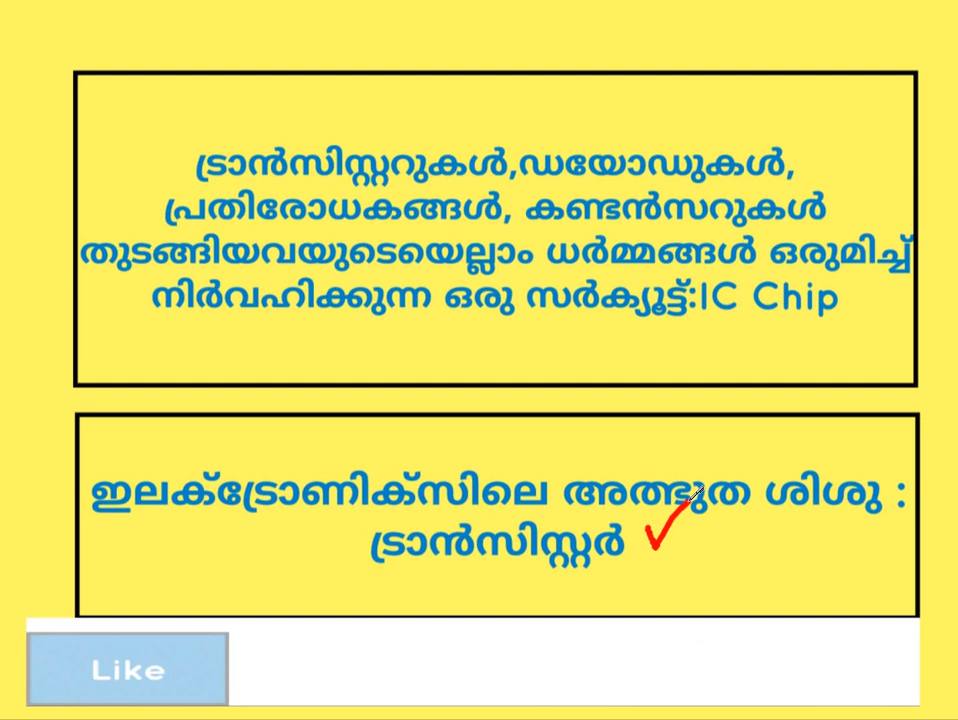 ട്രാൻസിസ്റ്ററുകൾ,ഡയോഡുകൾ,
പ്രതിരോധകങ്ങൾ, കണ്ടൻസറുകൾ
തുടങ്ങിയവയുടെയെല്ലാം ധർമ്മങ്ങൾ ഒരുമിച്ച്
നിർവഹിക്കുന്ന ഒരു സർക്യൂട്ട്:IC Chip
ഇലക്ട്രോണിക്സിലെ അത്ഭുത ശിശു :
ട്രാൻസിസ്റ്റർ
Like